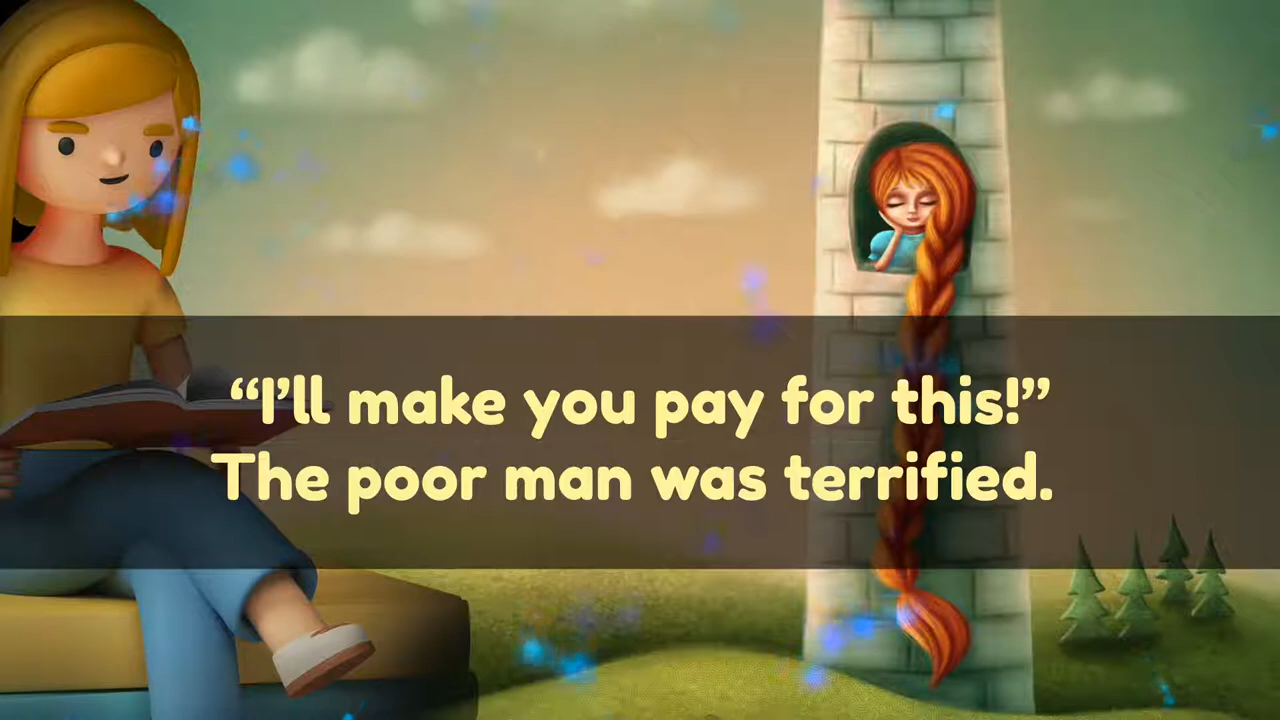 “I’ll make you pay for this!”
The poor man was terrified.